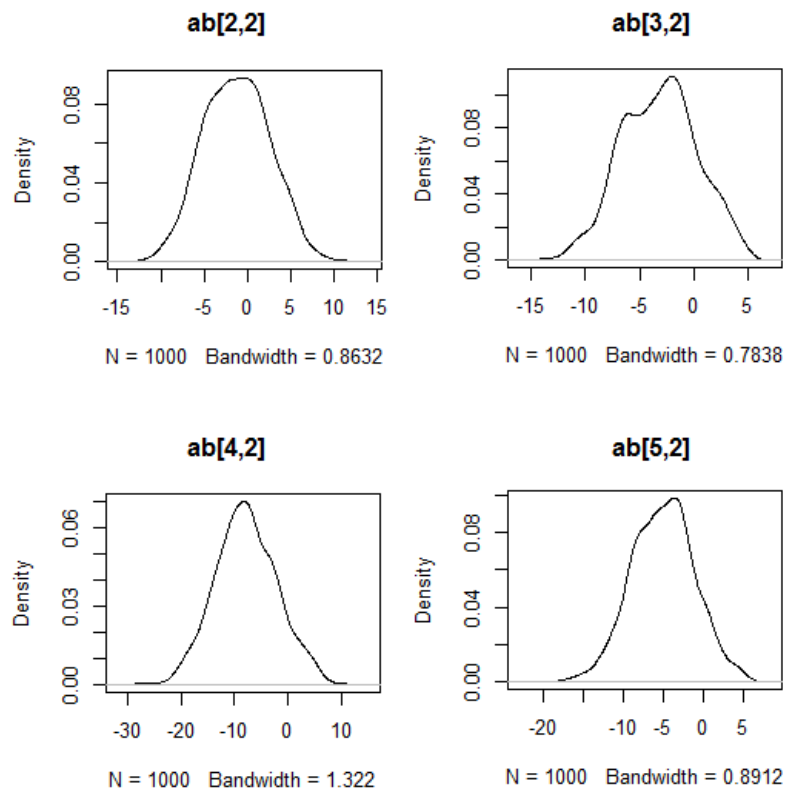 ab[2,2]
Density
0.00 0.04 0.08
-15 -5 0 5 10 15
N = 1000 Bandwidth = 0.8632
ab[3,2]
Density
0.00 0.04 0.08
-15 -10 -5 0 5
N = 1000 Bandwidth = 0.7838
ab[4,2]
Density
0.00 0.03 0.06
-30 -20 -10 0 10
N = 1000 Bandwidth = 1.322
ab[5,2]
Density
0.00 0.04 0.08
-20 -10 -5 0 5
N = 1000 Bandwidth = 0.8912